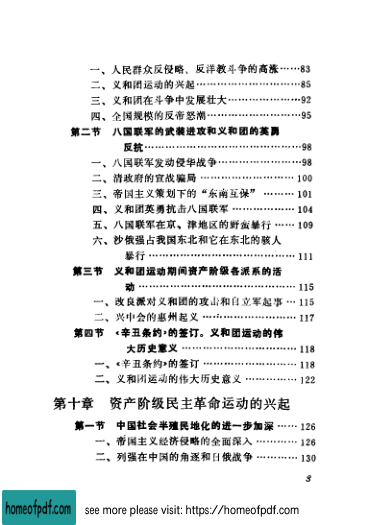 一、人民群众反侵略、反洋教斗争的高涨……83
二、义和团运动的兴起……………………85
三、义和团在斗争中发展壮大………………92
四、全国规模的反帝怒潮……………………95
第二节 八国联军的武装进攻和义和团的英勇
反抗……………………………………98
一、八国联军发动侵华战争…………………98
二、清政府的宣战骗局 …………………… 100
三、帝国主义策划下的“东南互保” ……… 101
四、义和团英勇抗击八国联军 …………… 104
五、八国联军在京、津地区的野蛮暴行 …… 109
六、沙俄强占我国东北和它在东北的骇人
暴行 ………………………………… 111
第三节 义和团运动期间资产阶级各派系的活
动 …………………………………… 115
一、改良派对义和团的攻击和自立军起事 … 115
二、兴中会的惠州起义 …………………… 117
第四节 《辛丑条约》的签订。义和团运动的伟
大历史意义 ………………………… 118
一、《辛丑条约》的签订 …………………… 118
二、义和团运动的伟大历史意义 ………… 122
第十章 资产阶级民主革命运动的兴起
第一节 中国社会半殖民地化的进一步加深 …… 126
一、帝国主义经济侵略的全面深入 ………… 126
二、列强在中国的角逐和日俄战争 ………… 130
3
homeofpdf.com
see more please visit: https://homeofpdf.com